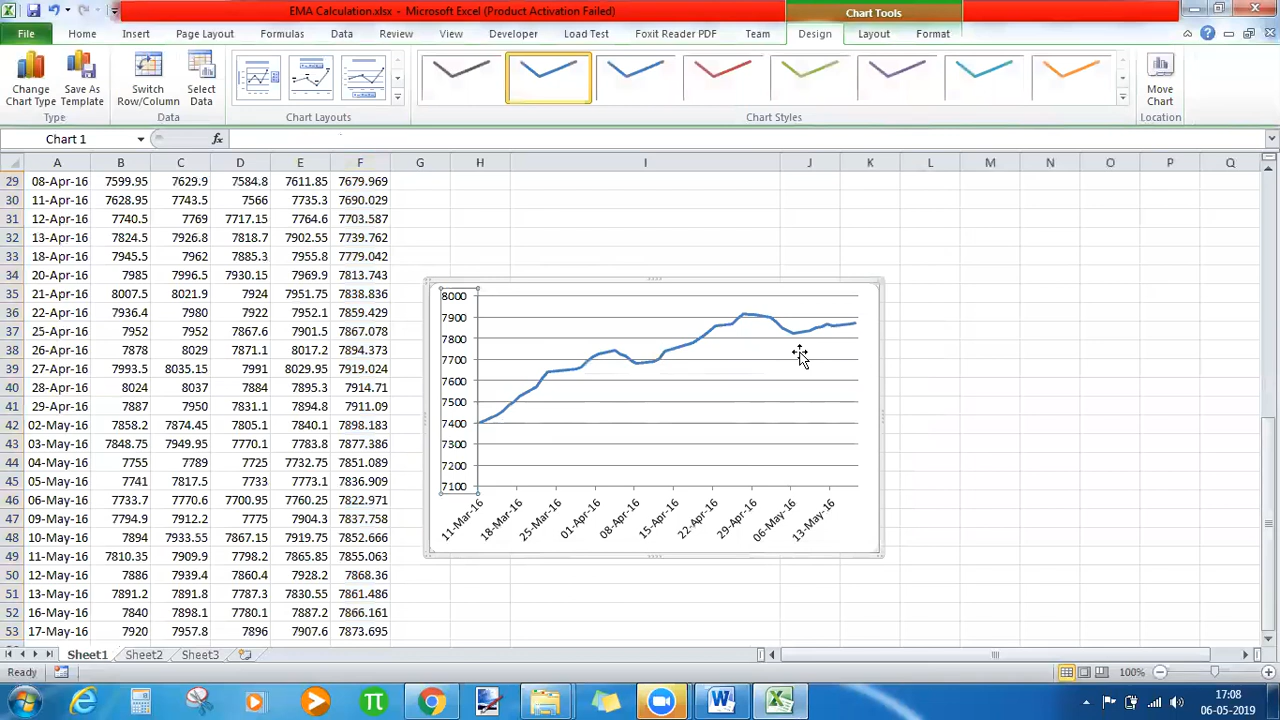 EMA Calculation.xlsx - Microsoft Excel (Product Activation Failed)
Chart Tools
File Home Insert Page Layout Formulas Data Review View Developer Load Test Foxit Reader PDF Team Design Layout Format
Change Chart Type
Save As Template
Switch Row/Column
Select Data
Move Chart
Type Data Chart Layouts Chart Styles Location
Chart 1 fx
A B C D E F G H I J K L M N O P Q
29 08-Apr-16 7599.95 7629.9 7584.8 7611.85 7679.969
30 11-Apr-16 7628.95 7743.5 7566 7735.3 7690.029
31 12-Apr-16 7740.5 7769 7717.15 7764.6 7703.587
32 13-Apr-16 7824.5 7926.8 7818.7 7902.55 7739.762
33 18-Apr-16 7945.5 7962 7885.3 7955.8 7779.042
34 20-Apr-16 7985 7996.5 7930.15 7969.9 7813.743
35 21-Apr-16 8007.5 8021.9 7924 7951.75 7838.836
36 22-Apr-16 7936.4 7980 7922 7952.1 7859.429
37 25-Apr-16 7952 7952 7867.6 7901.5 7867.078
38 26-Apr-16 7878 8029 7871.1 8017.2 7894.373
39 27-Apr-16 7993.5 8035.15 7991 8029.95 7919.024
40 28-Apr-16 8024 8037 7884 7895.3 7914.71
41 29-Apr-16 7887 7950 7831.1 7894.8 7911.09
42 02-May-16 7858.2 7874.45 7805.1 7840.1 7898.183
43 03-May-16 7848.75 7949.95 7770.1 7783.8 7877.386
44 04-May-16 7755 7789 7725 7732.75 7851.089
45 05-May-16 7741 7817.5 7733 7773.1 7836.909
46 06-May-16 7733.7 7770.6 7700.95 7760.25 7822.971
47 09-May-16 7794.9 7912.2 7775 7904.3 7837.758
48 10-May-16 7894 7933.55 7867.15 7919.75 7852.666
49 11-May-16 7810.35 7909.9 7798.2 7865.85 7855.063
50 12-May-16 7886 7939.4 7860.4 7928.2 7868.36
51 13-May-16 7891.2 7891.8 7787.3 7830.55 7861.486
52 16-May-16 7840 7898.1 7780.1 7887.2 7866.161
53 17-May-16 7920 7957.8 7896 7907.6 7873.695
8000
7900
7800
7700
7600
7500
7400
7300
7200
7100
11-Mar-16 18-Mar-16 25-Mar-16 01-Apr-16 08-Apr-16 15-Apr-16 22-Apr-16 29-Apr-16 06-May-16 13-May-16
Sheet1 Sheet2 Sheet3
Ready 100%
17:08
06-05-2019